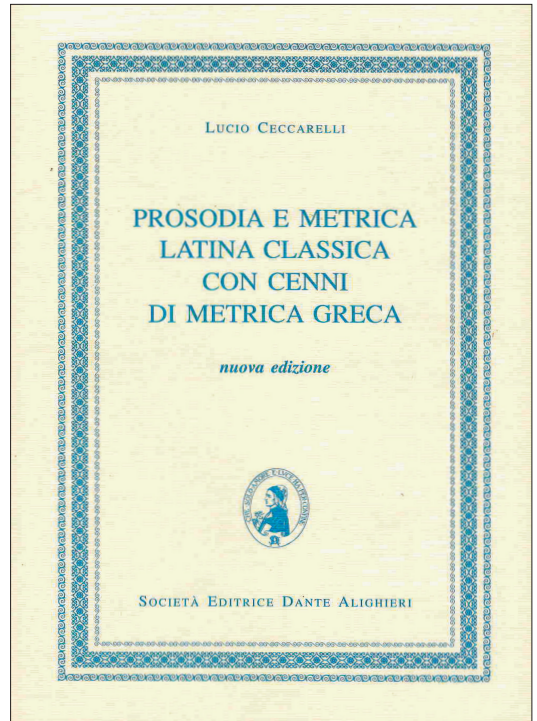 LUCIO CECCARELLI
PROSODIA E METRICA
LATINA CLASSICA
CON CENNI
DI METRICA GRECA
nuova edizione
SOCIETÀ EDITRICE DANTE ALIGHIERI